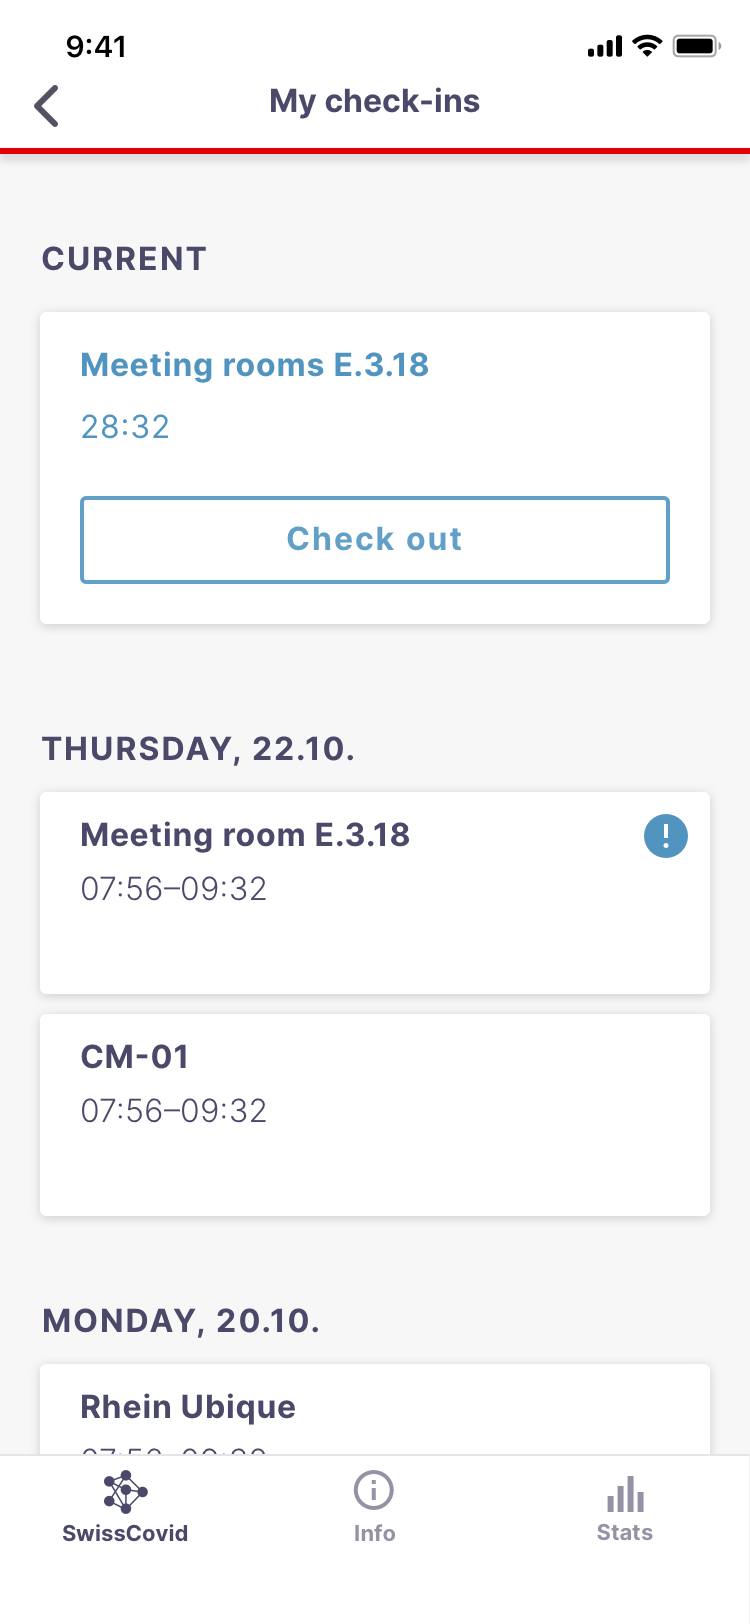 9:41
My check-ins
CURRENT
Meeting rooms E.3.18
28:32
Check out
THURSDAY, 22.10.
Meeting room E.3.18
07:56–09:32
CM-01
07:56–09:32
MONDAY, 20.10.
Rhein Ubique
SwissCovid
Info
Stats